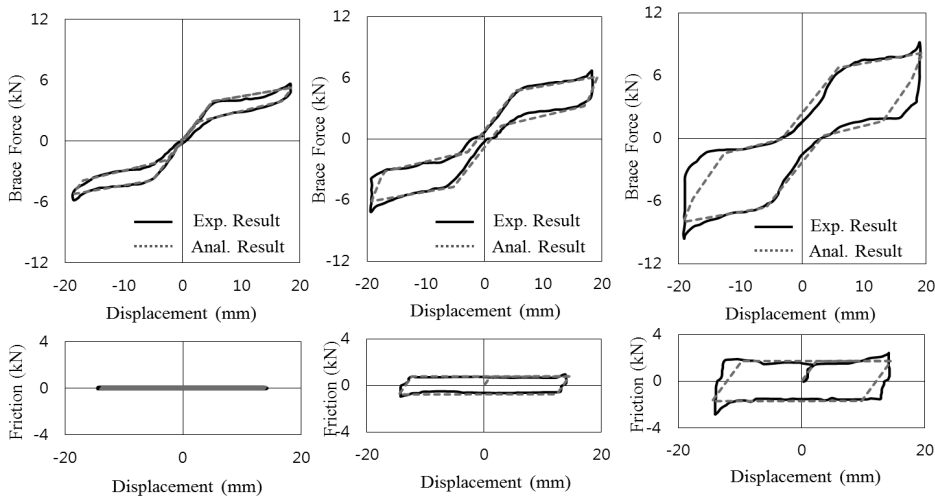 12
6
0
-6
-12
Brace Force (kN)
Exp. Result
Anal. Result
-20 -10 0 10 20
Displacement (mm)
12
6
0
-6
-12
Brace Force (kN)
Exp. Result
Anal. Result
-20 -10 0 10 20
Displacement (mm)
12
6
0
-6
-12
Brace Force (kN)
Exp. Result
Anal. Result
-20 -10 0 10 20
Displacement (mm)
4
0
-4
Friction (kN)
-20 0 20
Displacement (mm)
4
0
-4
Friction (kN)
-20 0 20
Displacement (mm)
4
0
-4
Friction (kN)
-20 0 20
Displacement (mm)